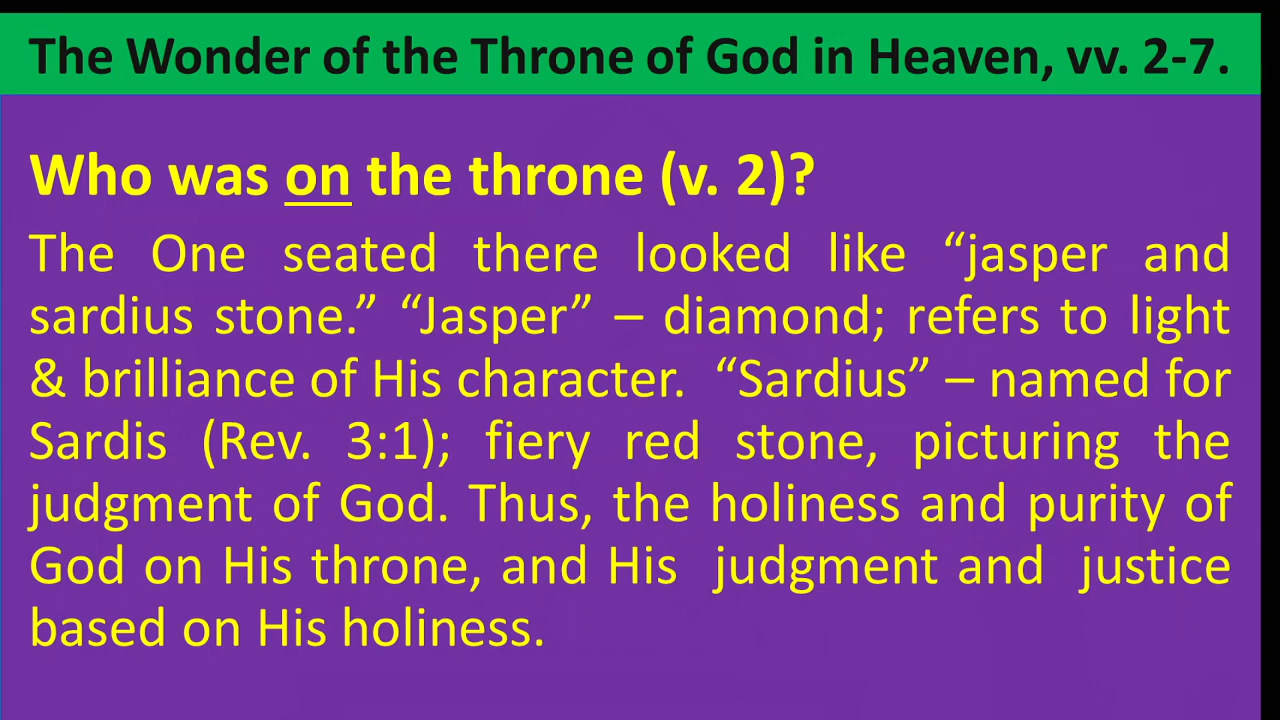 The Wonder of the Throne of God in Heaven, vv. 2-7.
Who was on the throne (v. 2)?
The One seated there looked like “jasper and
sardius stone.” “Jasper” – diamond; refers to light
& brilliance of His character. “Sardius” – named for
Sardis (Rev. 3:1); fiery red stone, picturing the
judgment of God. Thus, the holiness and purity of
God on His throne, and His judgment and justice
based on His holiness.